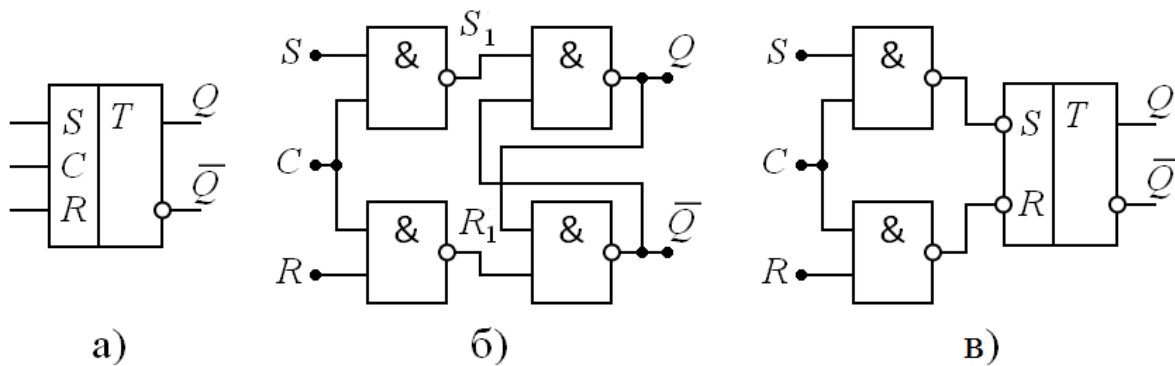 S T Q
C
R Q̅
а)
S & S₁ & Q
C
R & R₁ & Q̅
б)
S & S T Q
C
R & R Q̅
в)